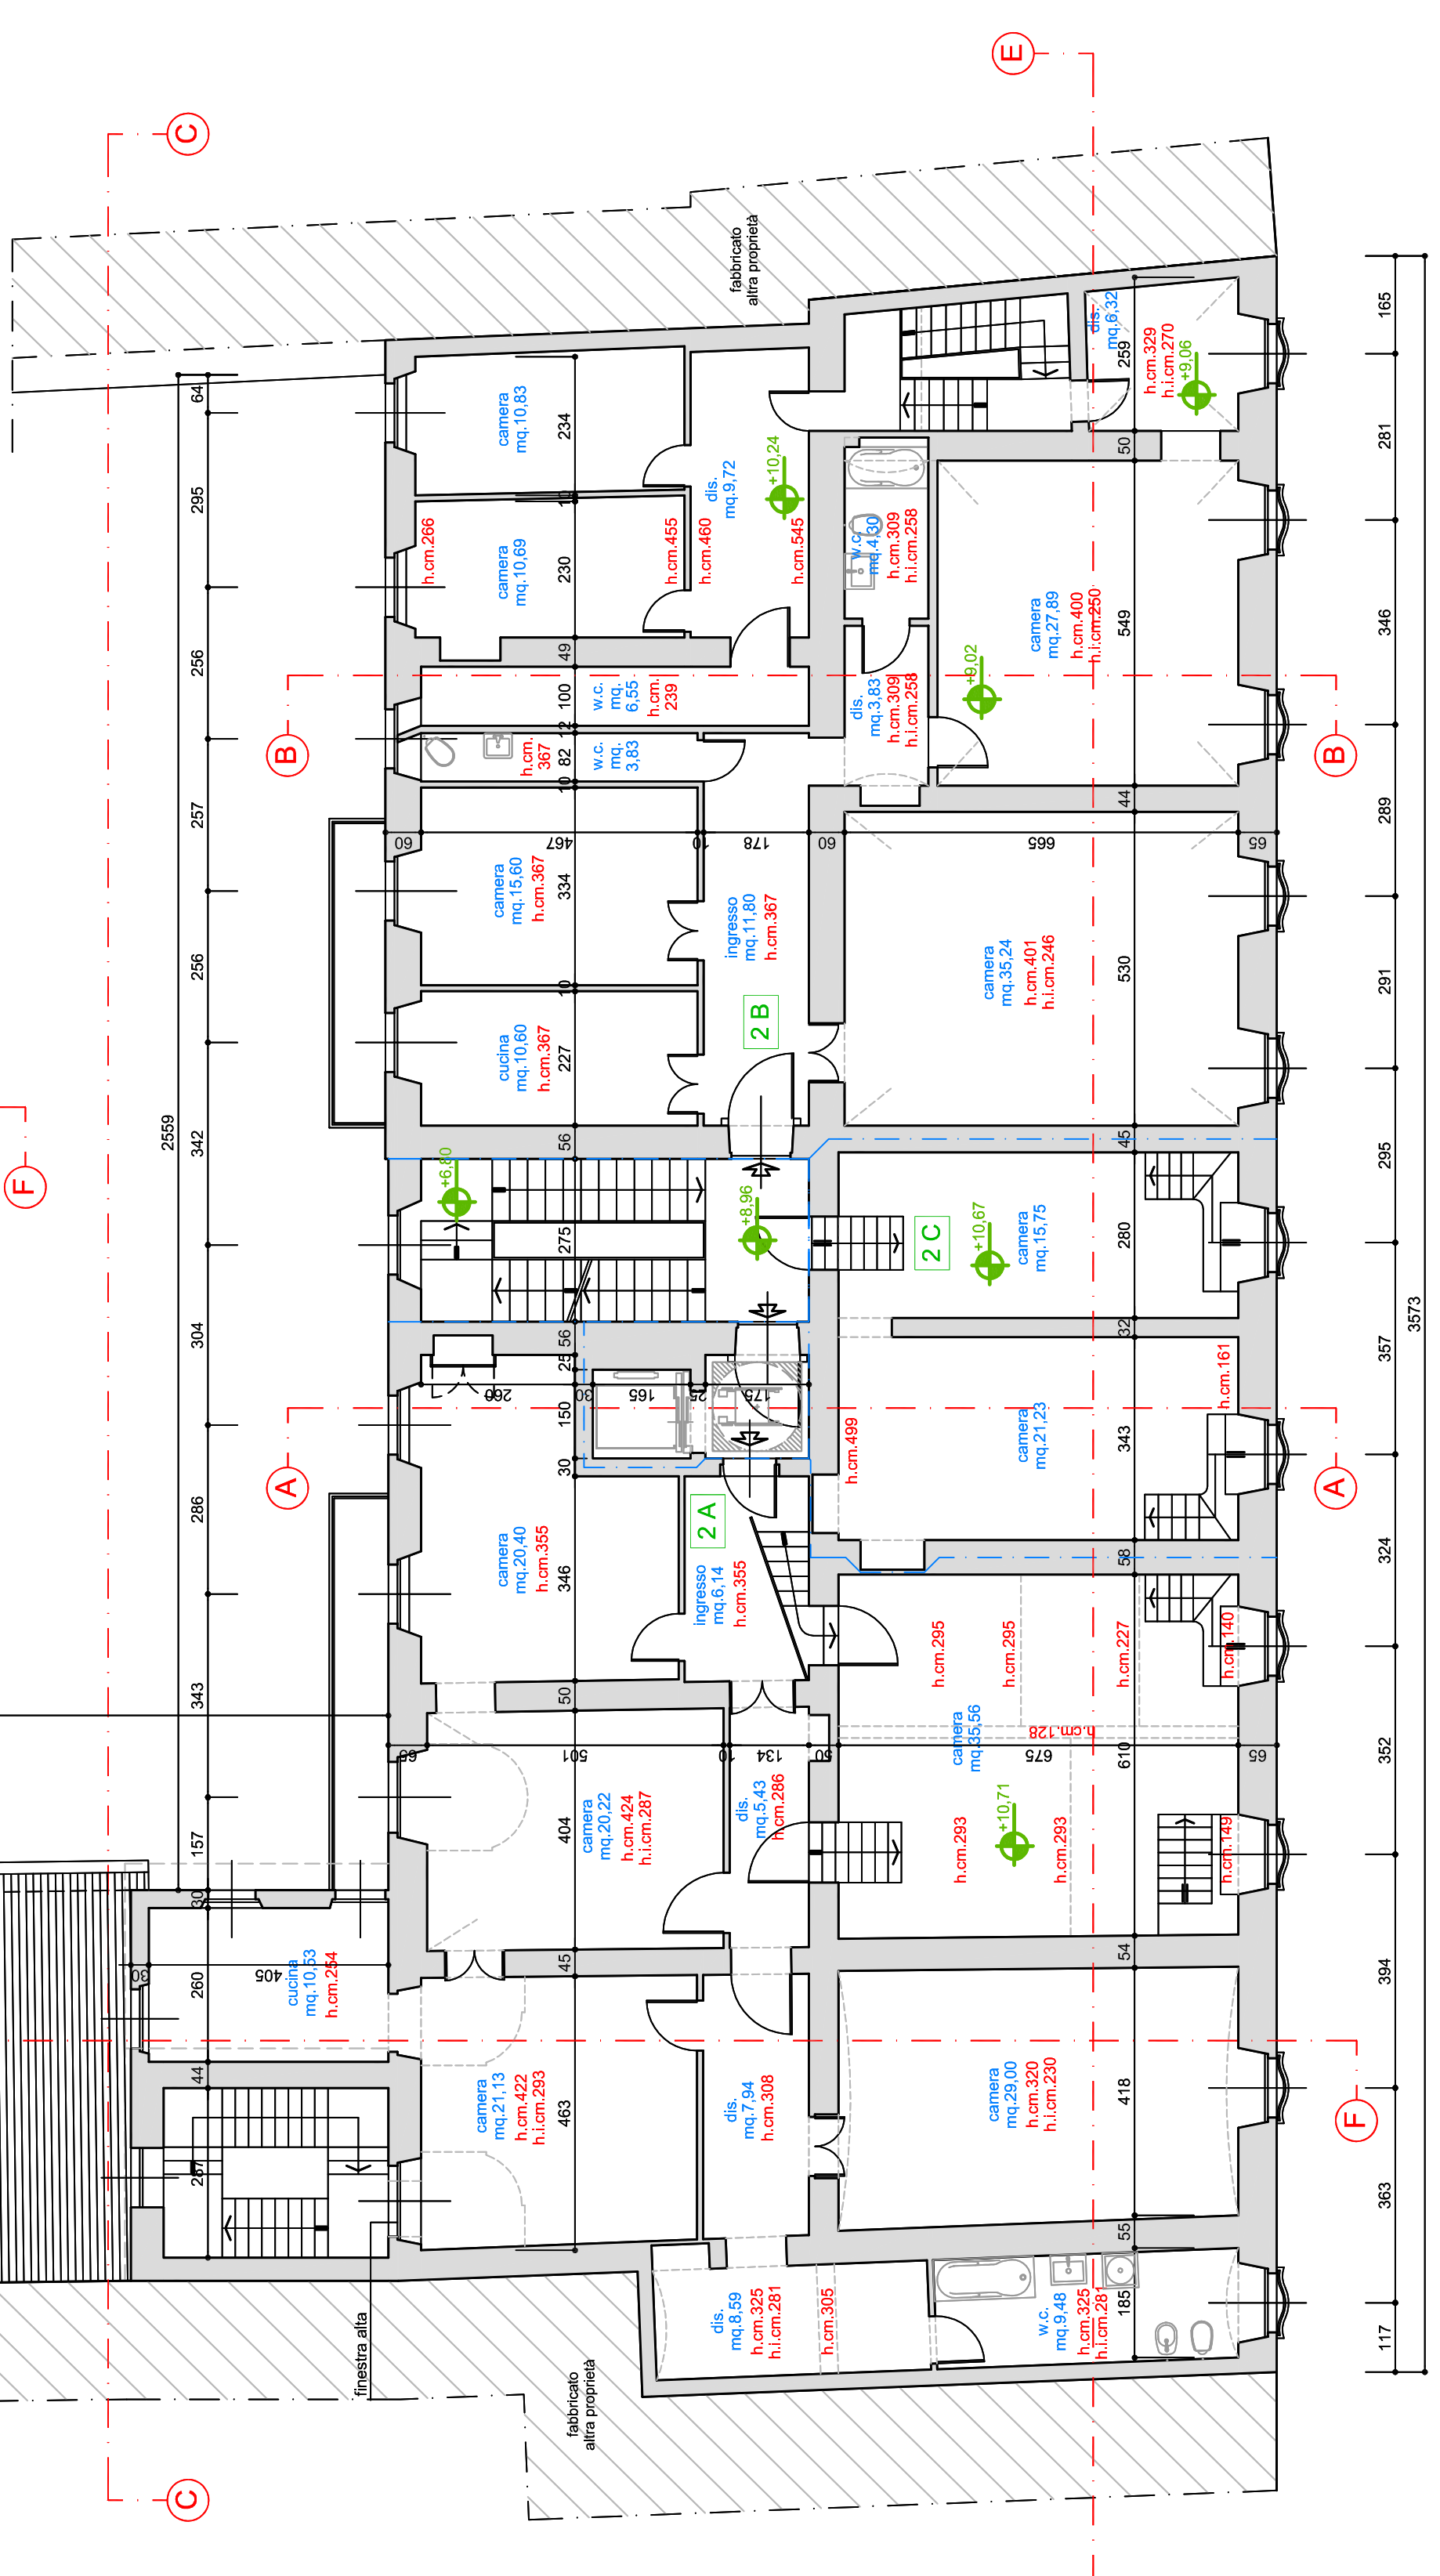 E
C
fabbricato
altra proprietà
165
281
346
289
291
295
357
324
352
394
363
117
3573
64
295
256
257
256
342
304
286
343
157
30
260
44
267
2559
camera
mq.10,83
234
10
camera
mq.10,69
230
h.cm.266
h.cm.455
h.cm.460
h.cm.545
dis.
mq.9,72
+10,24
dis.
mq.6,32
259
h.cm.329
h.i.cm.270
+9,06
50
w.c.
mq.4,30
h.cm.309
h.i.cm.258
camera
mq.27,89
h.cm.400
h.i.cm.250
549
+9,02
dis.
mq.3,83
h.cm.309
h.i.cm.258
49
100
12
82
10
w.c.
mq.
6,55
h.cm.
239
w.c.
mq.
3,83
h.cm.
367
B
B
44
60
467
10
178
60
665
65
camera
mq.15,60
h.cm.367
334
10
ingresso
mq.11,80
h.cm.367
camera
mq.35,24
h.cm.401
h.i.cm.246
530
2 B
cucina
mq.10,60
h.cm.367
227
F
56
45
+6,80
+8,96
275
2 C
+10,67
camera
mq.15,75
280
32
56
25
260
30
165
25
175
150
30
h.cm.161
camera
mq.21,23
343
h.cm.499
A
A
2 A
camera
mq.20,40
h.cm.355
346
ingresso
mq.6,14
h.cm.355
58
h.cm.295
h.cm.295
h.cm.227
h.cm.140
50
65
501
10
134
50
675
65
h.cm.128
camera
mq.35,56
610
+10,71
h.cm.293
h.cm.293
h.cm.149
camera
mq.20,22
h.cm.424
h.i.cm.287
404
dis.
mq.5,43
h.cm.286
45
54
30
405
cucina
mq.10,53
h.cm.254
camera
mq.21,13
h.cm.422
h.i.cm.293
463
dis.
mq.7,94
h.cm.308
camera
mq.29,00
h.cm.320
h.i.cm.230
418
F
55
dis.
mq.8,59
h.cm.325
h.i.cm.281
h.cm.305
w.c.
mq.9,48
h.cm.325
h.i.cm.281
185
finestra alta
fabbricato
altra proprietà
C